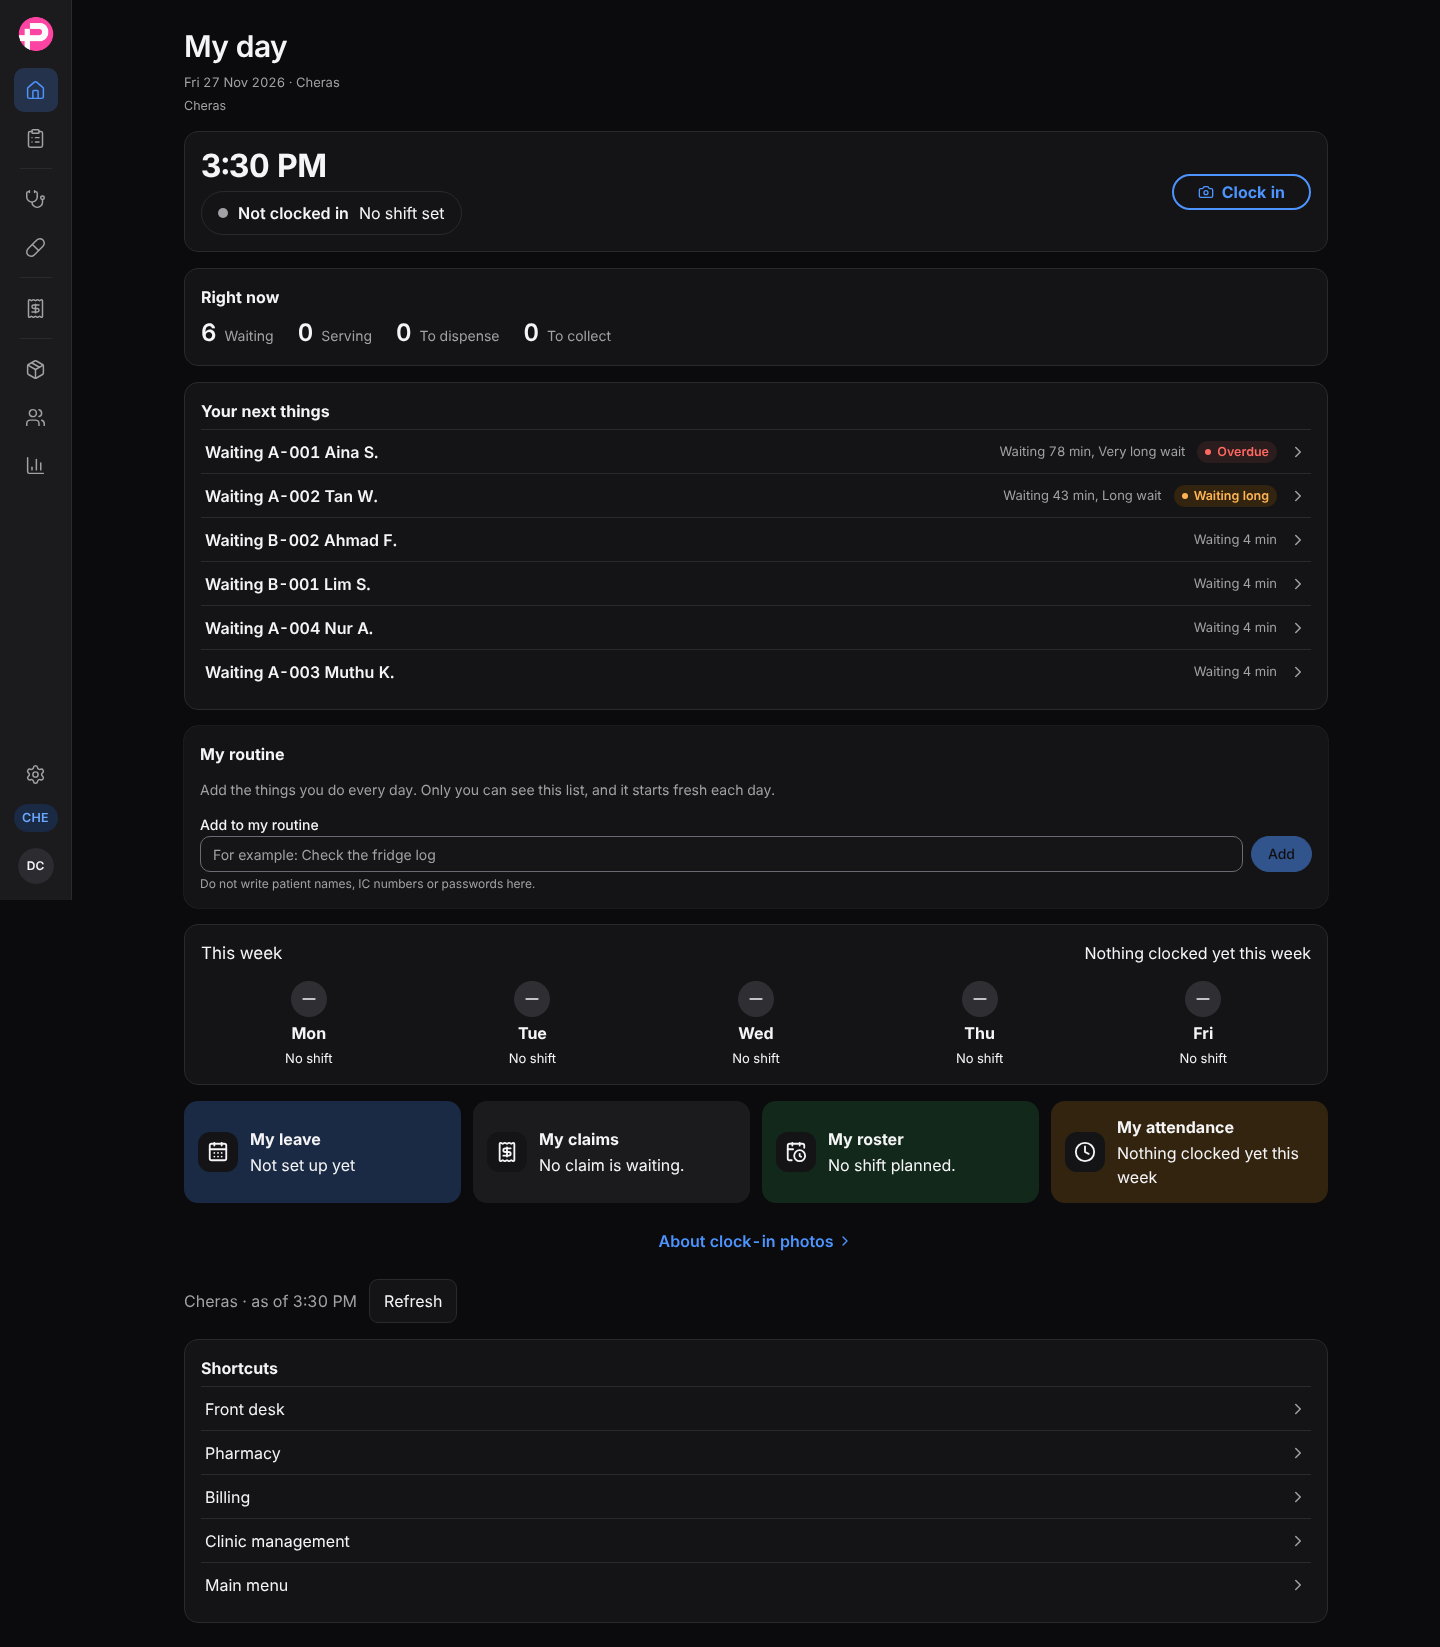 My day
Fri 27 Nov 2026 · Cheras
Cheras
3:30 PM
Not clocked in No shift set
Clock in
Right now
6 Waiting 0 Serving 0 To dispense 0 To collect
Your next things
Waiting A-001 Aina S. Waiting 78 min, Very long wait Overdue
Waiting A-002 Tan W. Waiting 43 min, Long wait Waiting long
Waiting B-002 Ahmad F. Waiting 4 min
Waiting B-001 Lim S. Waiting 4 min
Waiting A-004 Nur A. Waiting 4 min
Waiting A-003 Muthu K. Waiting 4 min
My routine
Add the things you do every day. Only you can see this list, and it starts fresh each day.
Add to my routine
For example: Check the fridge log Add
Do not write patient names, IC numbers or passwords here.
CHE
DC
This week Nothing clocked yet this week
Mon Tue Wed Thu Fri
No shift No shift No shift No shift No shift
My leave
Not set up yet
My claims
No claim is waiting.
My roster
No shift planned.
My attendance
Nothing clocked yet this
week
About clock-in photos
Cheras · as of 3:30 PM Refresh
Shortcuts
Front desk
Pharmacy
Billing
Clinic management
Main menu